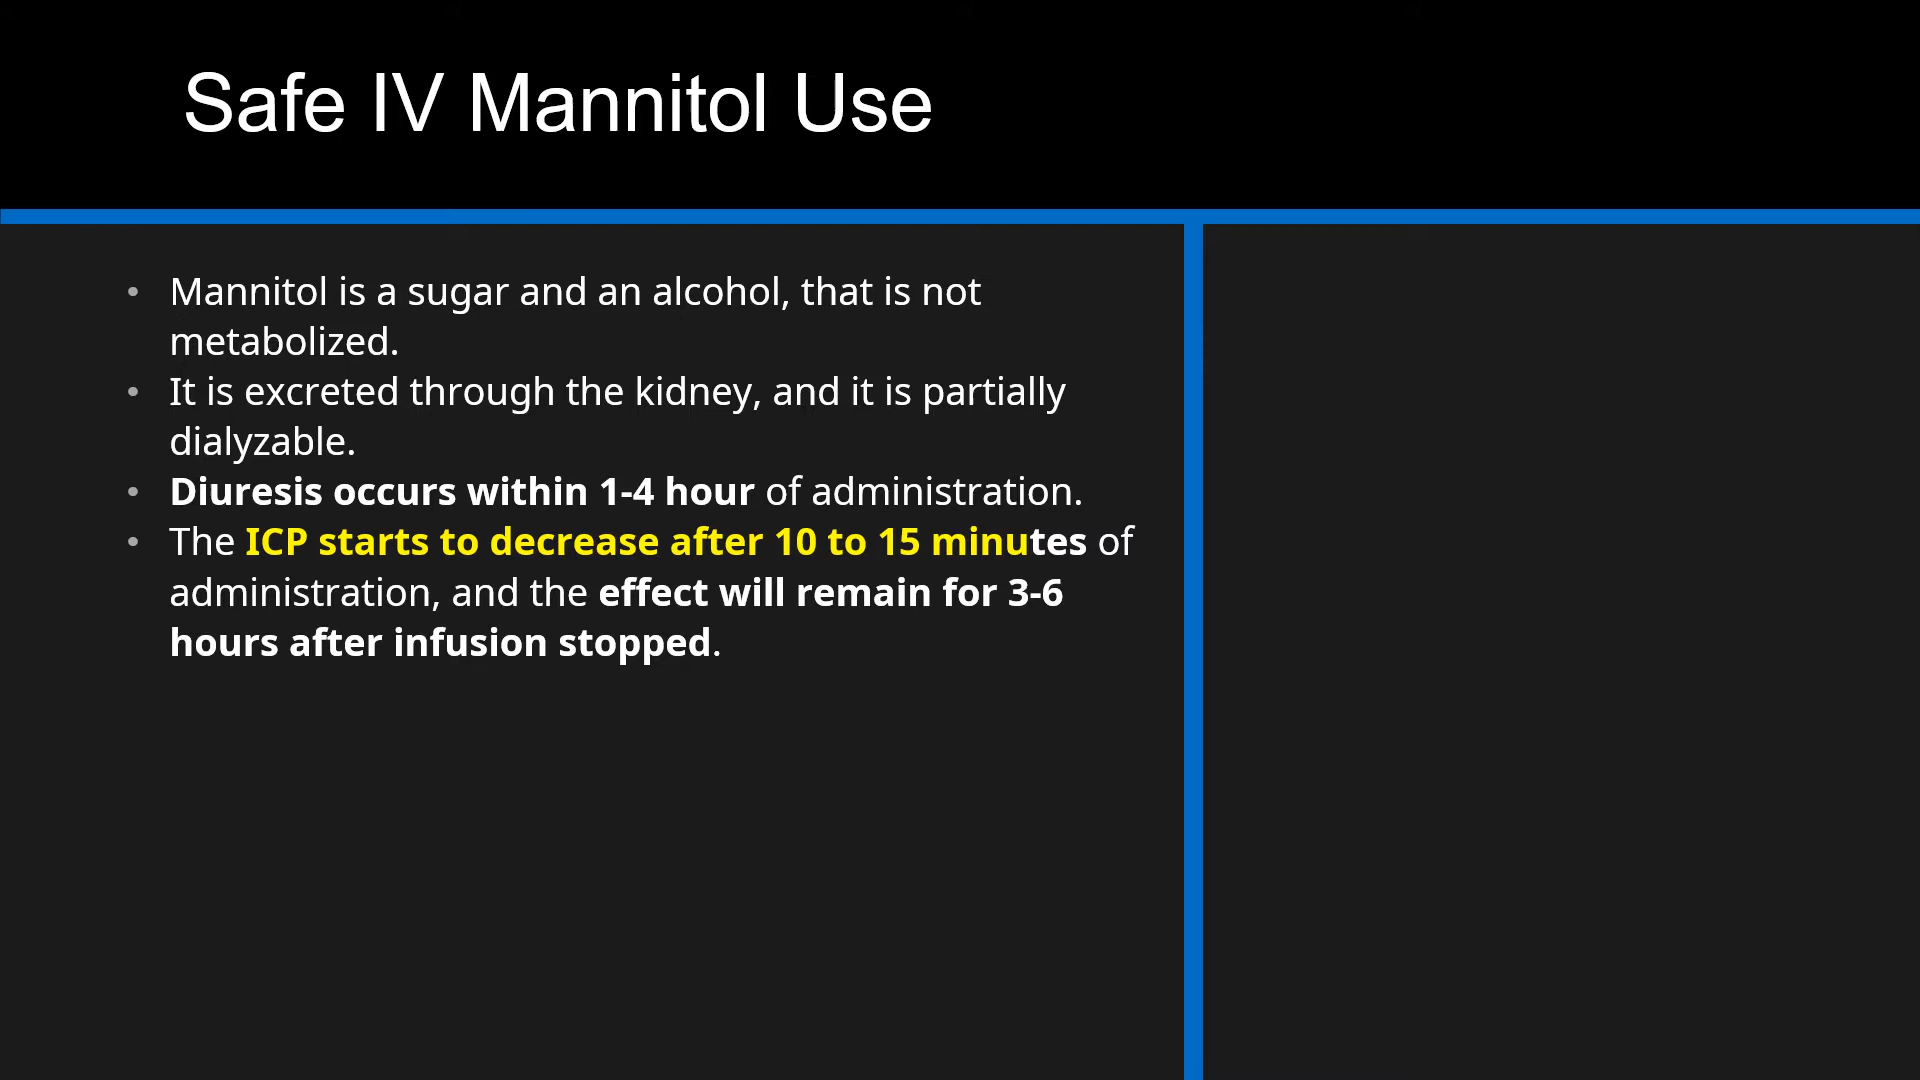 Safe IV Mannitol Use
• Mannitol is a sugar and an alcohol, that is not
metabolized.
• It is excreted through the kidney, and it is partially
dialyzable.
• Diuresis occurs within 1-4 hour of administration.
• The ICP starts to decrease after 10 to 15 minutes of
administration, and the effect will remain for 3-6
hours after infusion stopped.